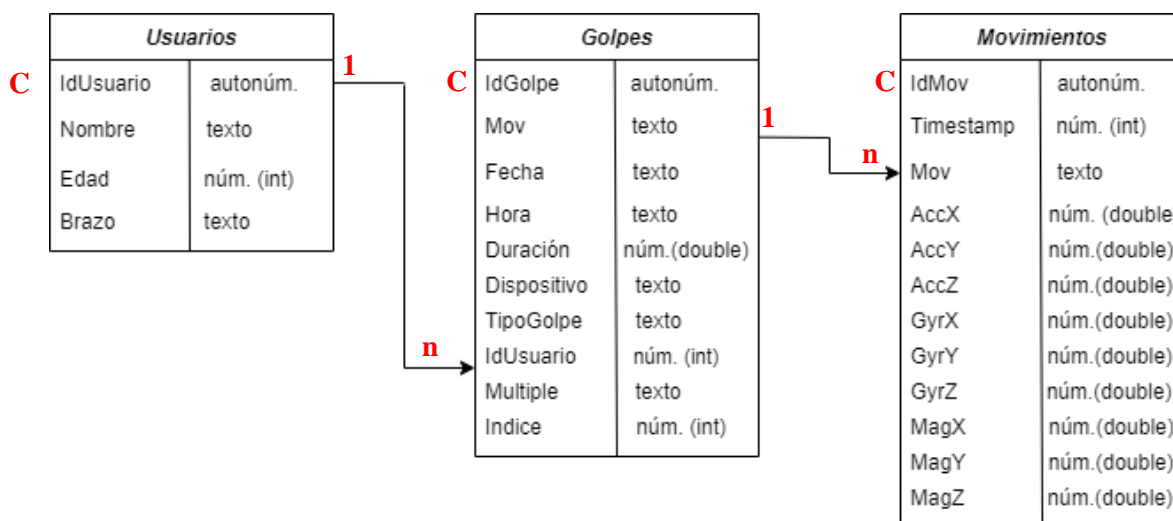 Usuarios
C IdUsuario autonúm. 1
Nombre texto
Edad núm. (int)
Brazo texto
n
Golpes
C IdGolpe autonúm.
Mov texto 1
Fecha texto
Hora texto
Duración núm.(double)
Dispositivo texto
TipoGolpe texto
IdUsuario núm. (int)
Multiple texto
Indice núm. (int)
n
Movimientos
C IdMov autonúm.
Timestamp núm. (int)
Mov texto
AccX núm. (double
AccY núm.(double)
AccZ núm.(double)
GyrX núm.(double)
GyrY núm.(double)
GyrZ núm.(double)
MagX núm.(double)
MagY núm.(double)
MagZ núm.(double)